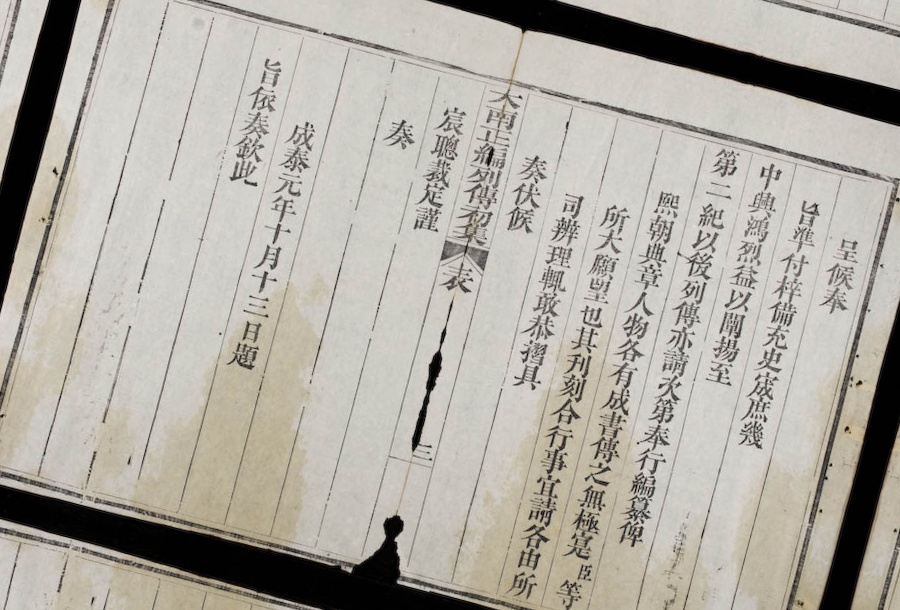 呈候奉
旨準付梓備充史宬庶幾
中興鴻烈益以闡揚至
第二紀以後列傳亦請次第奉行編纂俾
熙朝典章人物各有成書傳之無極寔臣等
所大願望也其刊刻合行事宜請各由所
司辨理輒敢恭摺具
奏伏候
大南正編列傳初集 表 三
宸聰裁定謹
奏
成泰元年十月十三日題
旨依奏欽此